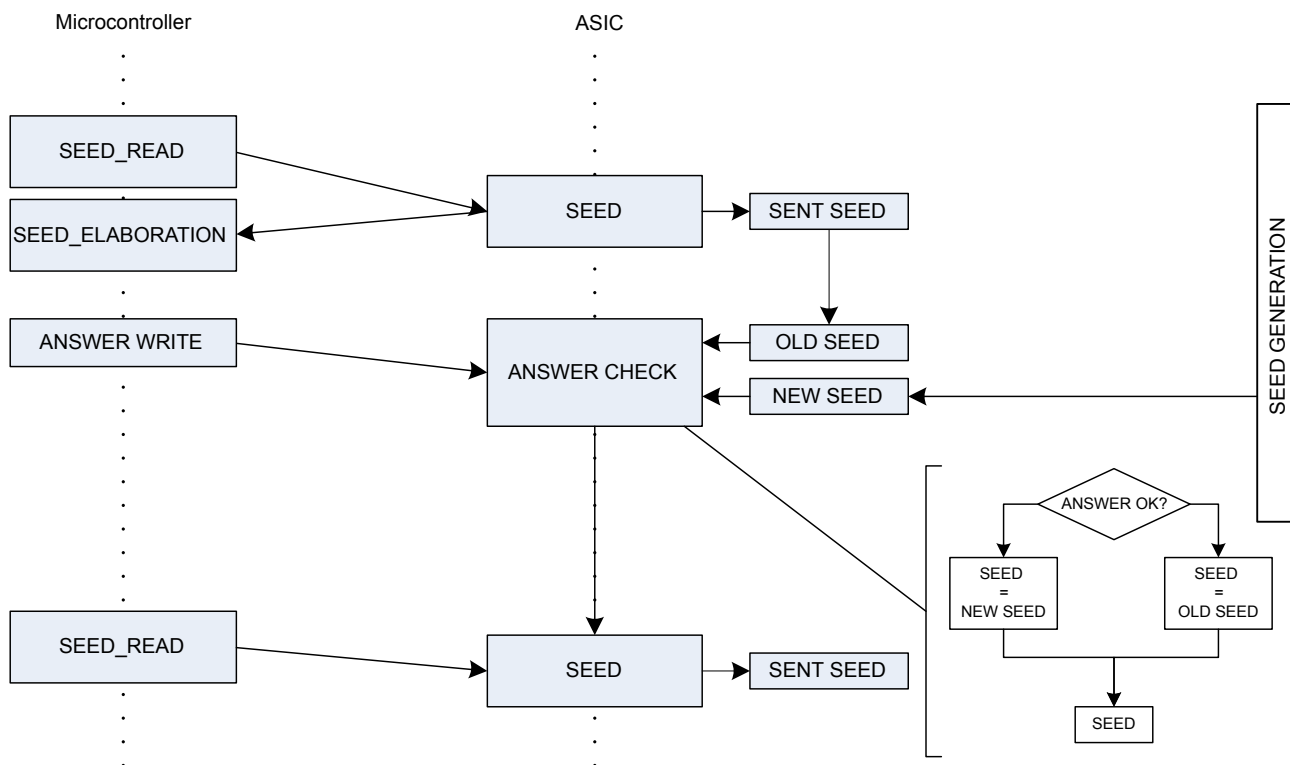 Microcontroller
ASIC
SEED_READ
SEED
SENT SEED
SEED_ELABORATION
ANSWER WRITE
ANSWER CHECK
OLD SEED
NEW SEED
SEED GENERATION
ANSWER OK?
SEED
=
NEW SEED
SEED
=
OLD SEED
SEED
SEED_READ
SEED
SENT SEED